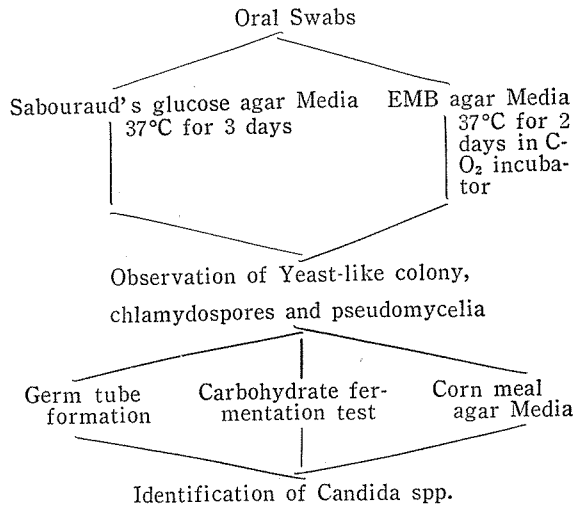 Oral Swabs
Sabouraud's glucose agar Media
37°C for 3 days
EMB agar Media
37°C for 2
days in C-
O₂ incuba-
tor
Observation of Yeast-like colony,
chlamydospores and pseudomycelia
Germ tube
formation
Carbohydrate fer-
mentation test
Corn meal
agar Media
Identification of Candida spp.